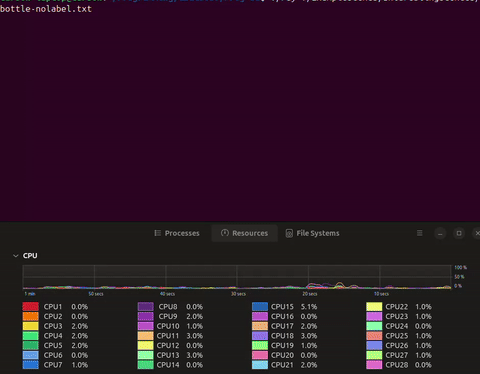 bottle-nolabel.txt
Processes Resources File Systems
CPU
100 %
50 %
0 %
1 min 50 secs 40 secs 30 secs 20 secs 10 secs
CPU1 0.0% CPU8 0.0% CPU15 5.1% CPU22 1.0%
CPU2 0.0% CPU9 2.0% CPU16 0.0% CPU23 1.0%
CPU3 2.0% CPU10 1.0% CPU17 2.0% CPU24 0.0%
CPU4 2.0% CPU11 3.0% CPU18 3.0% CPU25 1.0%
CPU5 2.0% CPU12 0.0% CPU19 1.0% CPU26 1.0%
CPU6 0.0% CPU13 3.0% CPU20 0.0% CPU27 1.0%
CPU7 1.0% CPU14 0.0% CPU21 2.0% CPU28 0.0%